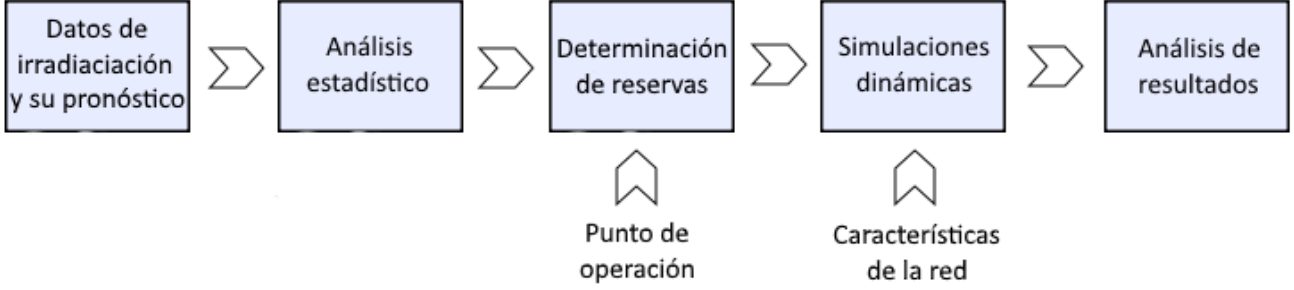 Datos de
irradiaciación
y su pronóstico
Análisis
estadístico
Determinación
de reservas
Simulaciones
dinámicas
Análisis de
resultados
Punto de
operación
Característícas
de la red